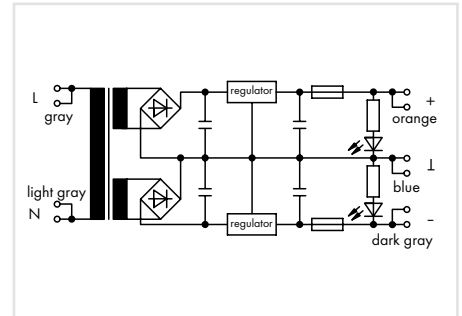 regulator
L
+
gray
orange
⊥
light gray
blue
N
regulator
–
dark gray